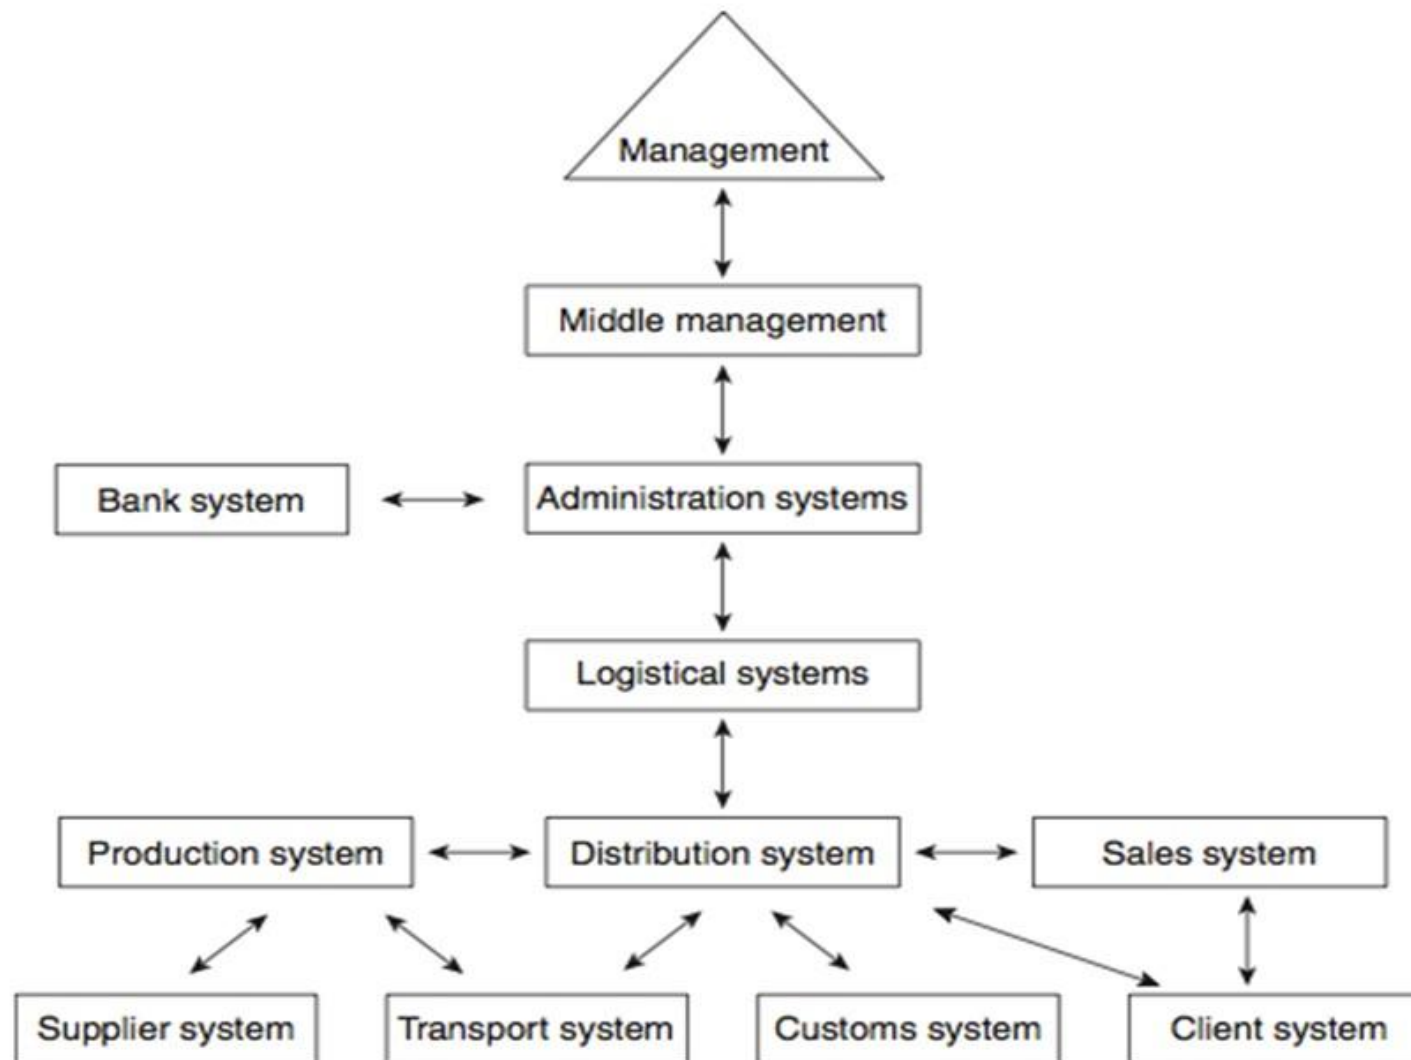 Management
Middle management
Bank system
Administration systems
Logistical systems
Production system
Distribution system
Sales system
Supplier system
Transport system
Customs system
Client system